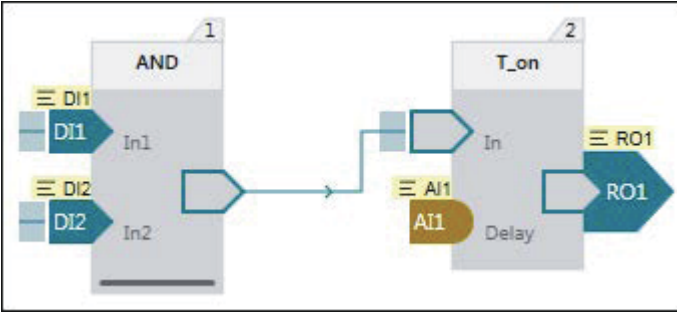 1
AND
DI1
DI1
In1
DI2
DI2
In2
2
T_on
In
AI1
AI1
Delay
RO1
RO1